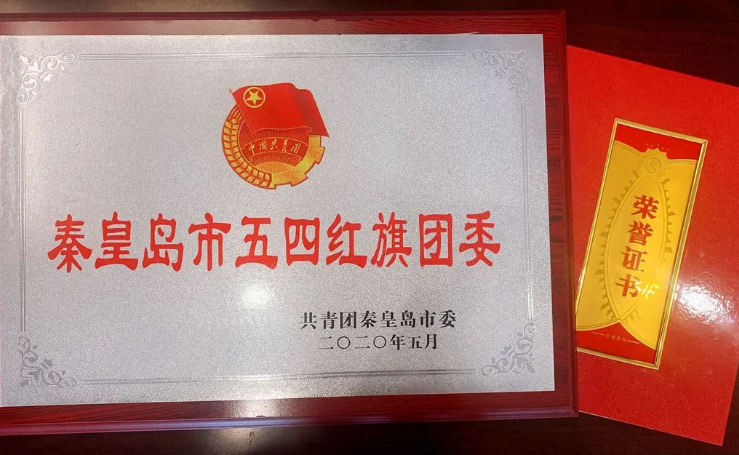 中国共青团
秦皇岛市五四红旗团委
共青团秦皇岛市委
二〇二〇年五月
荣誉证书